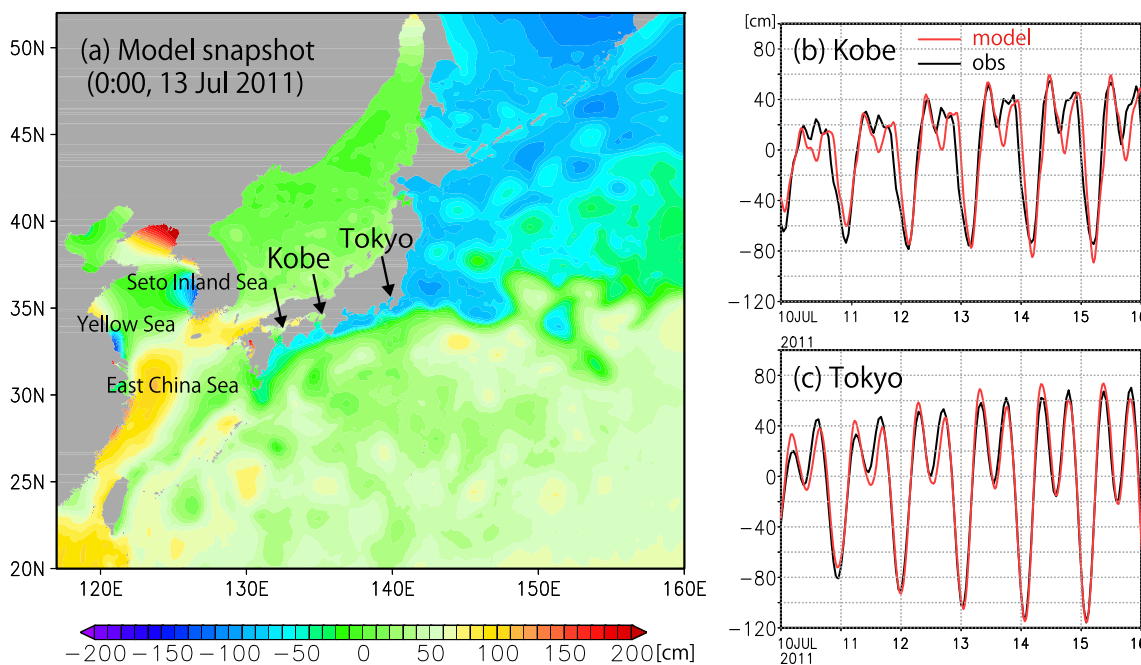 (a) Model snapshot
(0:00, 13 Jul 2011)
50N
45N
40N
35N
30N
25N
20N
Tokyo
Kobe
Seto Inland Sea
Yellow Sea
East China Sea
120E 130E 140E 150E 160E
−200 −150 −100 −50 0 50 100 150 200 [cm]
[cm]
(b) Kobe
model
obs
80
40
0
−40
−80
−120
10JUL 11 12 13 14 15 16
2011
(c) Tokyo
80
40
0
−40
−80
−120
10JUL 11 12 13 14 15 16
2011